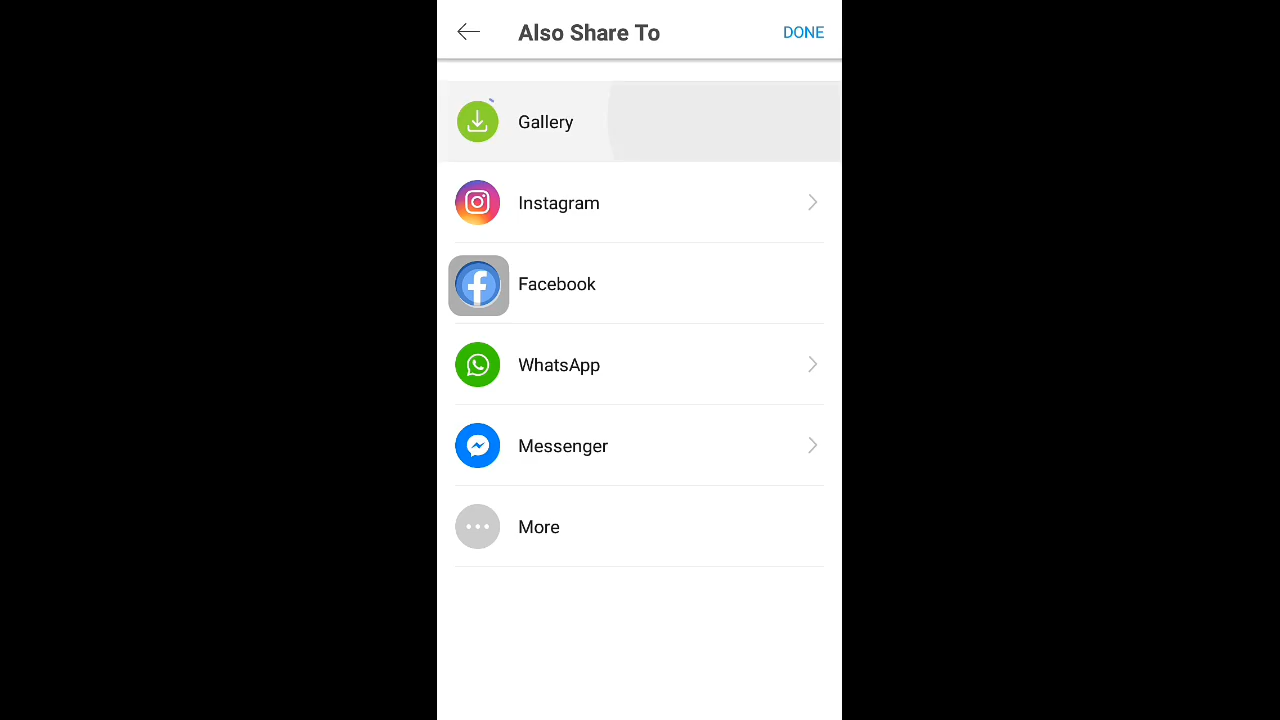 Also Share To
DONE
Gallery
Instagram
Facebook
WhatsApp
Messenger
More